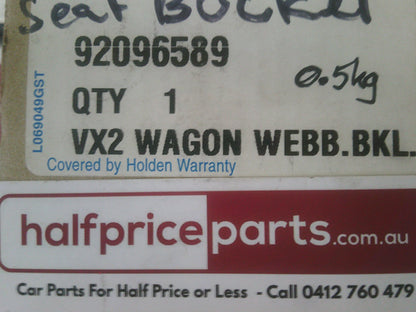 Seat BUCKLE
92096589
0.5kg
QTY 1
VX2 WAGON WEBB.BKL.
L069049GST
Covered by Holden Warranty
halfpriceparts.com.au
Car Parts For Half Price or Less - Call 0412 760 479